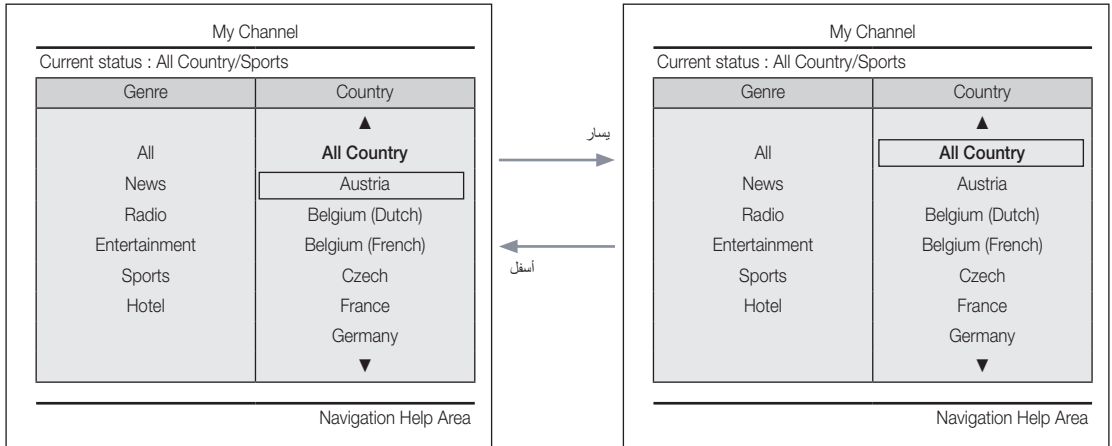 My Channel
Current status : All Country/Sports
Genre Country
▲
All All Country
News Austria
Radio Belgium (Dutch)
Entertainment Belgium (French)
Sports Czech
Hotel France
Germany
▼
Navigation Help Area
يسار
أسفل
My Channel
Current status : All Country/Sports
Genre Country
▲
All All Country
News Austria
Radio Belgium (Dutch)
Entertainment Belgium (French)
Sports Czech
Hotel France
Germany
▼
Navigation Help Area